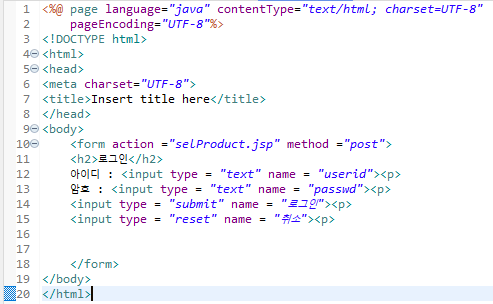 1 <%@ page language="java" contentType="text/html; charset=UTF-8"
2     pageEncoding="UTF-8"%>
3 <!DOCTYPE html>
4 <html>
5 <head>
6 <meta charset="UTF-8">
7 <title>Insert title here</title>
8 </head>
9 <body>
10     <form action ="selProduct.jsp" method ="post">
11     <h2>로그인</h2>
12     아이디 : <input type = "text" name = "userid"><p>
13     암호 : <input type = "text" name = "passwd"><p>
14     <input type = "submit" name = "로그인"><p>
15     <input type = "reset" name = "취소"><p>
16
17
18     </form>
19 </body>
20 </html>